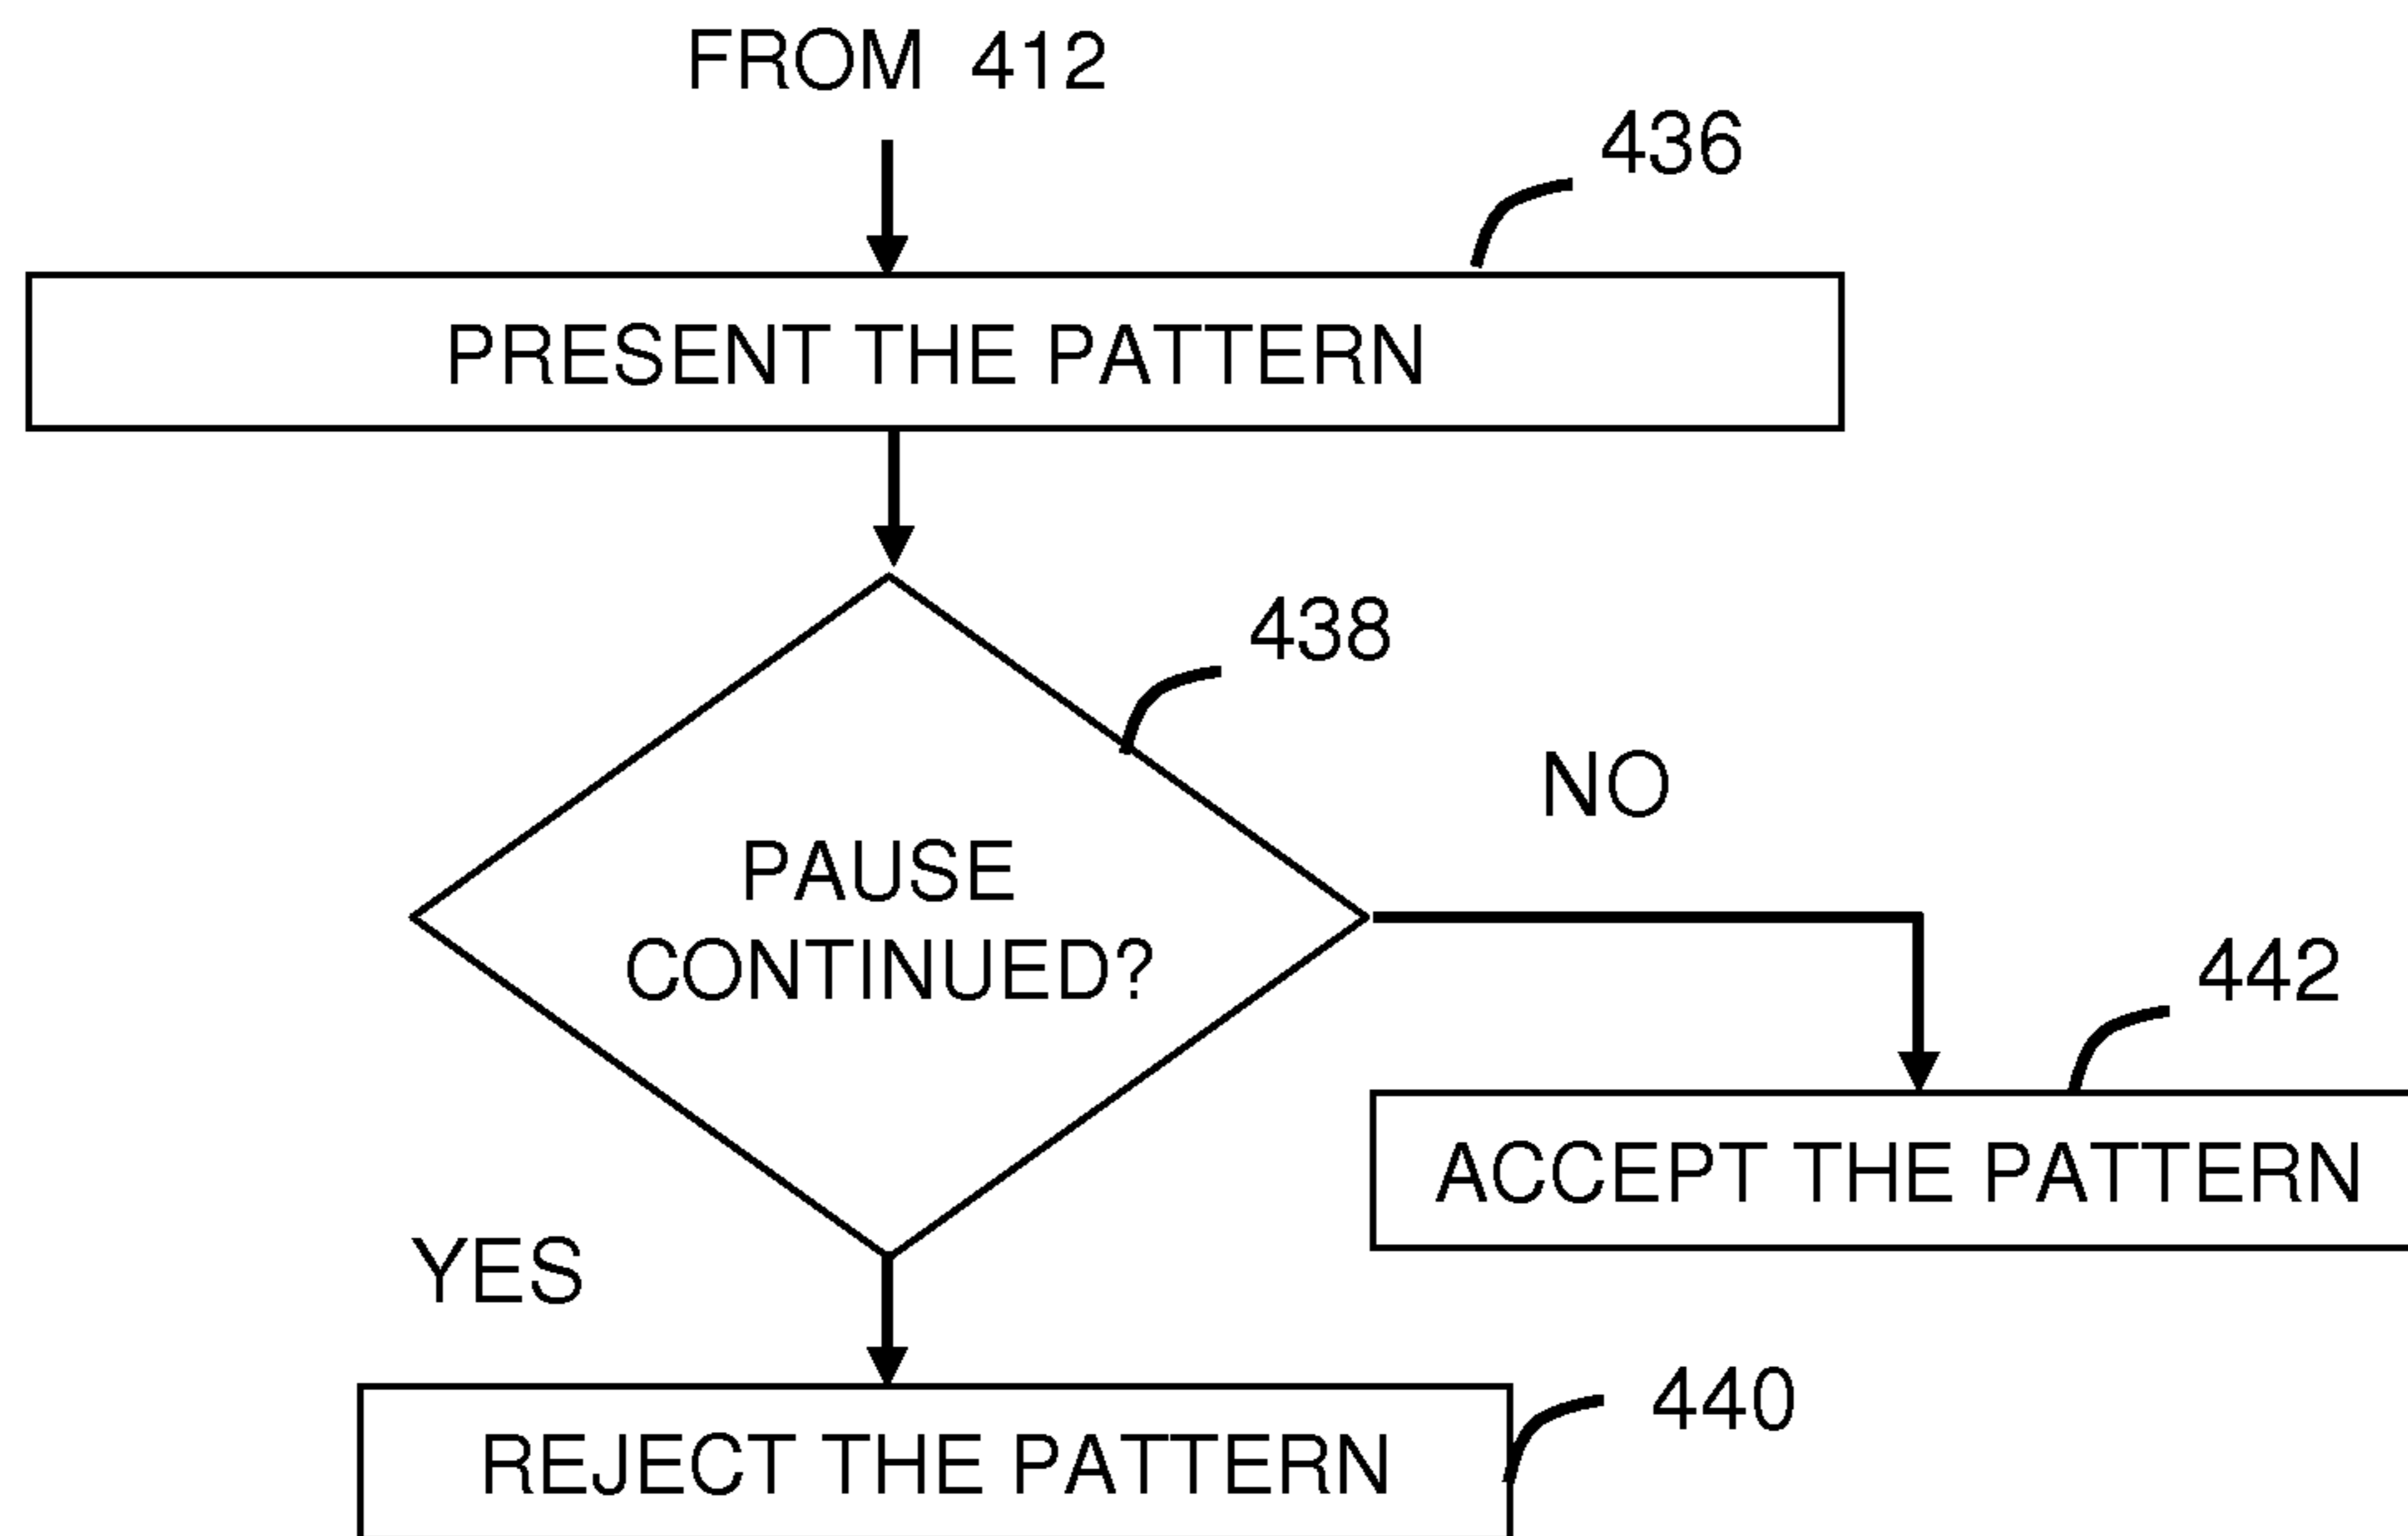 FROM 412
436
PRESENT THE PATTERN
438
NO
PAUSE
CONTINUED?
442
ACCEPT THE PATTERN
YES
440
REJECT THE PATTERN